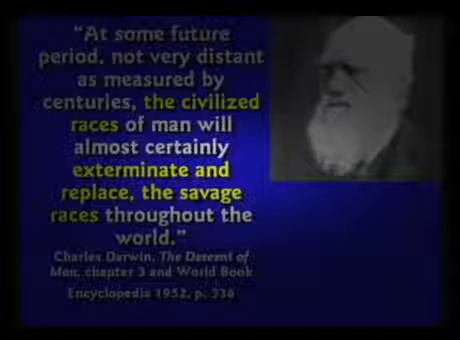 "At some future
period, not very distant
as measured by
centuries, the civilized
races of man will
almost certainly
exterminate and
replace, the savage
races throughout the
world."
Charles Darwin, The Descent of
Man, chapter 3 and World Book
Encyclopedia 1952, p. 336